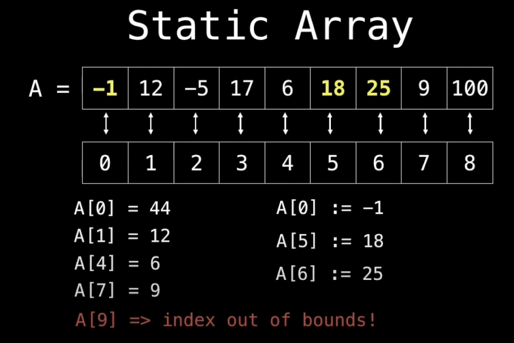 Static Array
A = -1 12 -5 17 6 18 25 9 100
0 1 2 3 4 5 6 7 8
A[0] = 44
A[1] = 12
A[4] = 6
A[7] = 9
A[0] := -1
A[5] := 18
A[6] := 25
A[9] => index out of bounds!